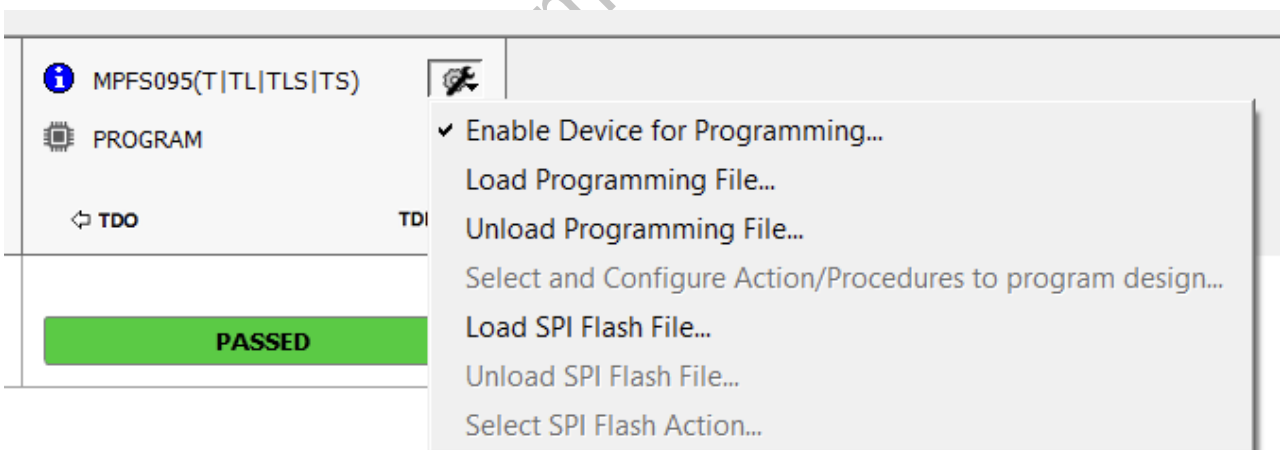 MPFS095(T|TL|TLS|TS)
PROGRAM
TDO
PASSED
Enable Device for Programming...
Load Programming File...
Unload Programming File...
Select and Configure Action/Procedures to program design...
Load SPI Flash File...
Unload SPI Flash File...
Select SPI Flash Action...